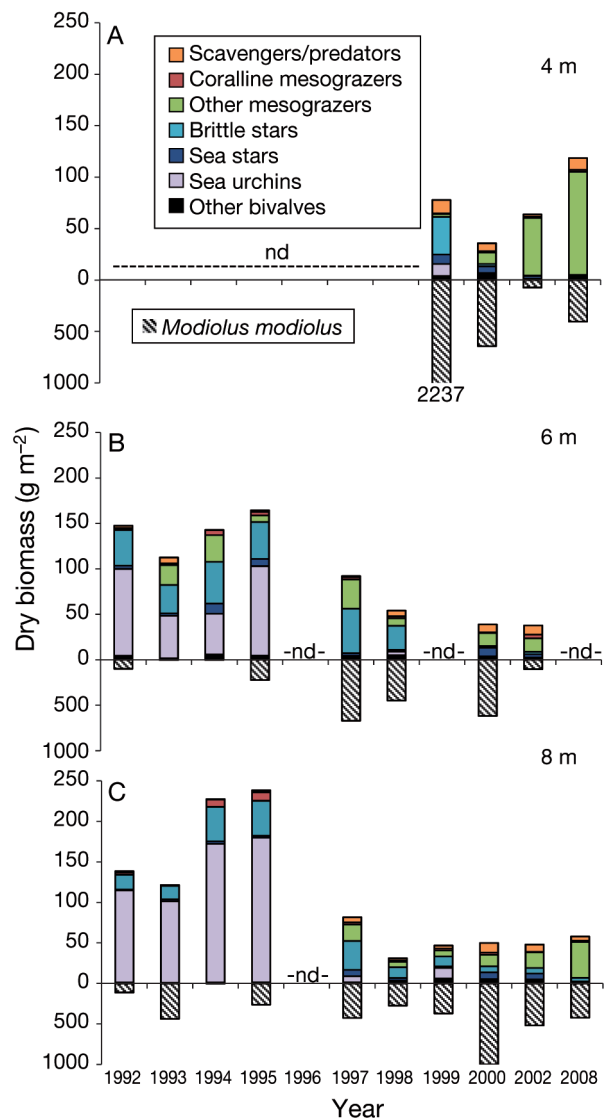 A
4 m
250
200
150
100
50
0
500
1000
Scavengers/predators
Coralline mesograzers
Other mesograzers
Brittle stars
Sea stars
Sea urchins
Other bivalves
nd
Modiolus modiolus
2237
B
6 m
250
200
150
100
50
0
500
1000
-nd-
-nd-
-nd-
Dry biomass (g m⁻²)
C
8 m
250
200
150
100
50
0
500
1000
-nd-
1992 1993 1994 1995 1996 1997 1998 1999 2000 2002 2008
Year